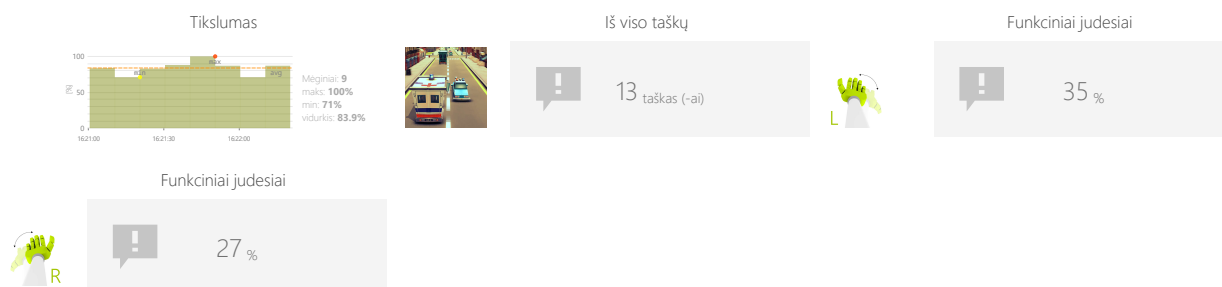 Tikslumas
100
50
0
[%]
min
max
avg
16:21:00
16:21:30
16:22:00
Mėginiai: 9
maks: 100%
min: 71%
vidurkis: 83.9%
Iš viso taškų
13 taškas (-ai)
Funkciniai judesiai
L
35 %
Funkciniai judesiai
R
27 %